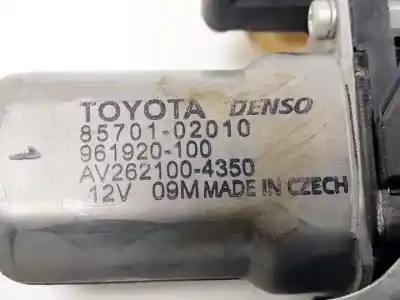 TOYOTA DENSO
85701-02010
961920-100
AV262100-4350
12V 09M MADE IN CZECH